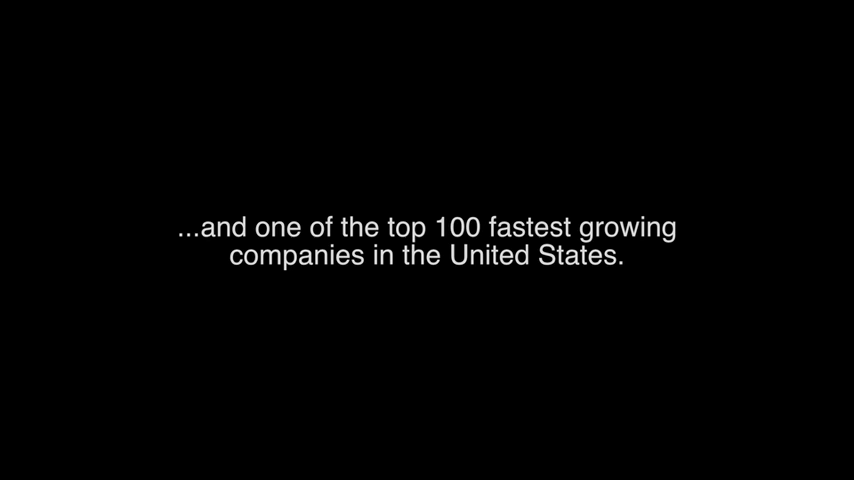 ...and one of the top 100 fastest growing
companies in the United States.